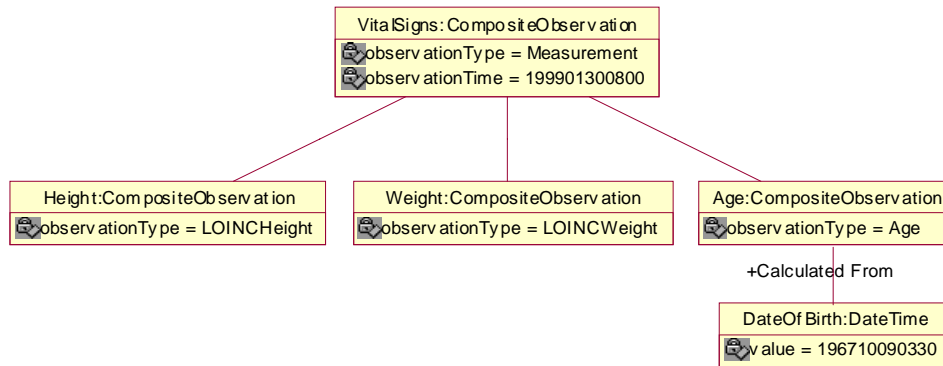 VitalSigns:CompositeObservation
observationType = Measurement
observationTime = 199901300800
Height:CompositeObservation
observationType = LOINCHeight
Weight:CompositeObservation
observationType = LOINCWeight
Age:CompositeObservation
observationType = Age
+Calculated From
DateOfBirth:DateTime
value = 196710090330